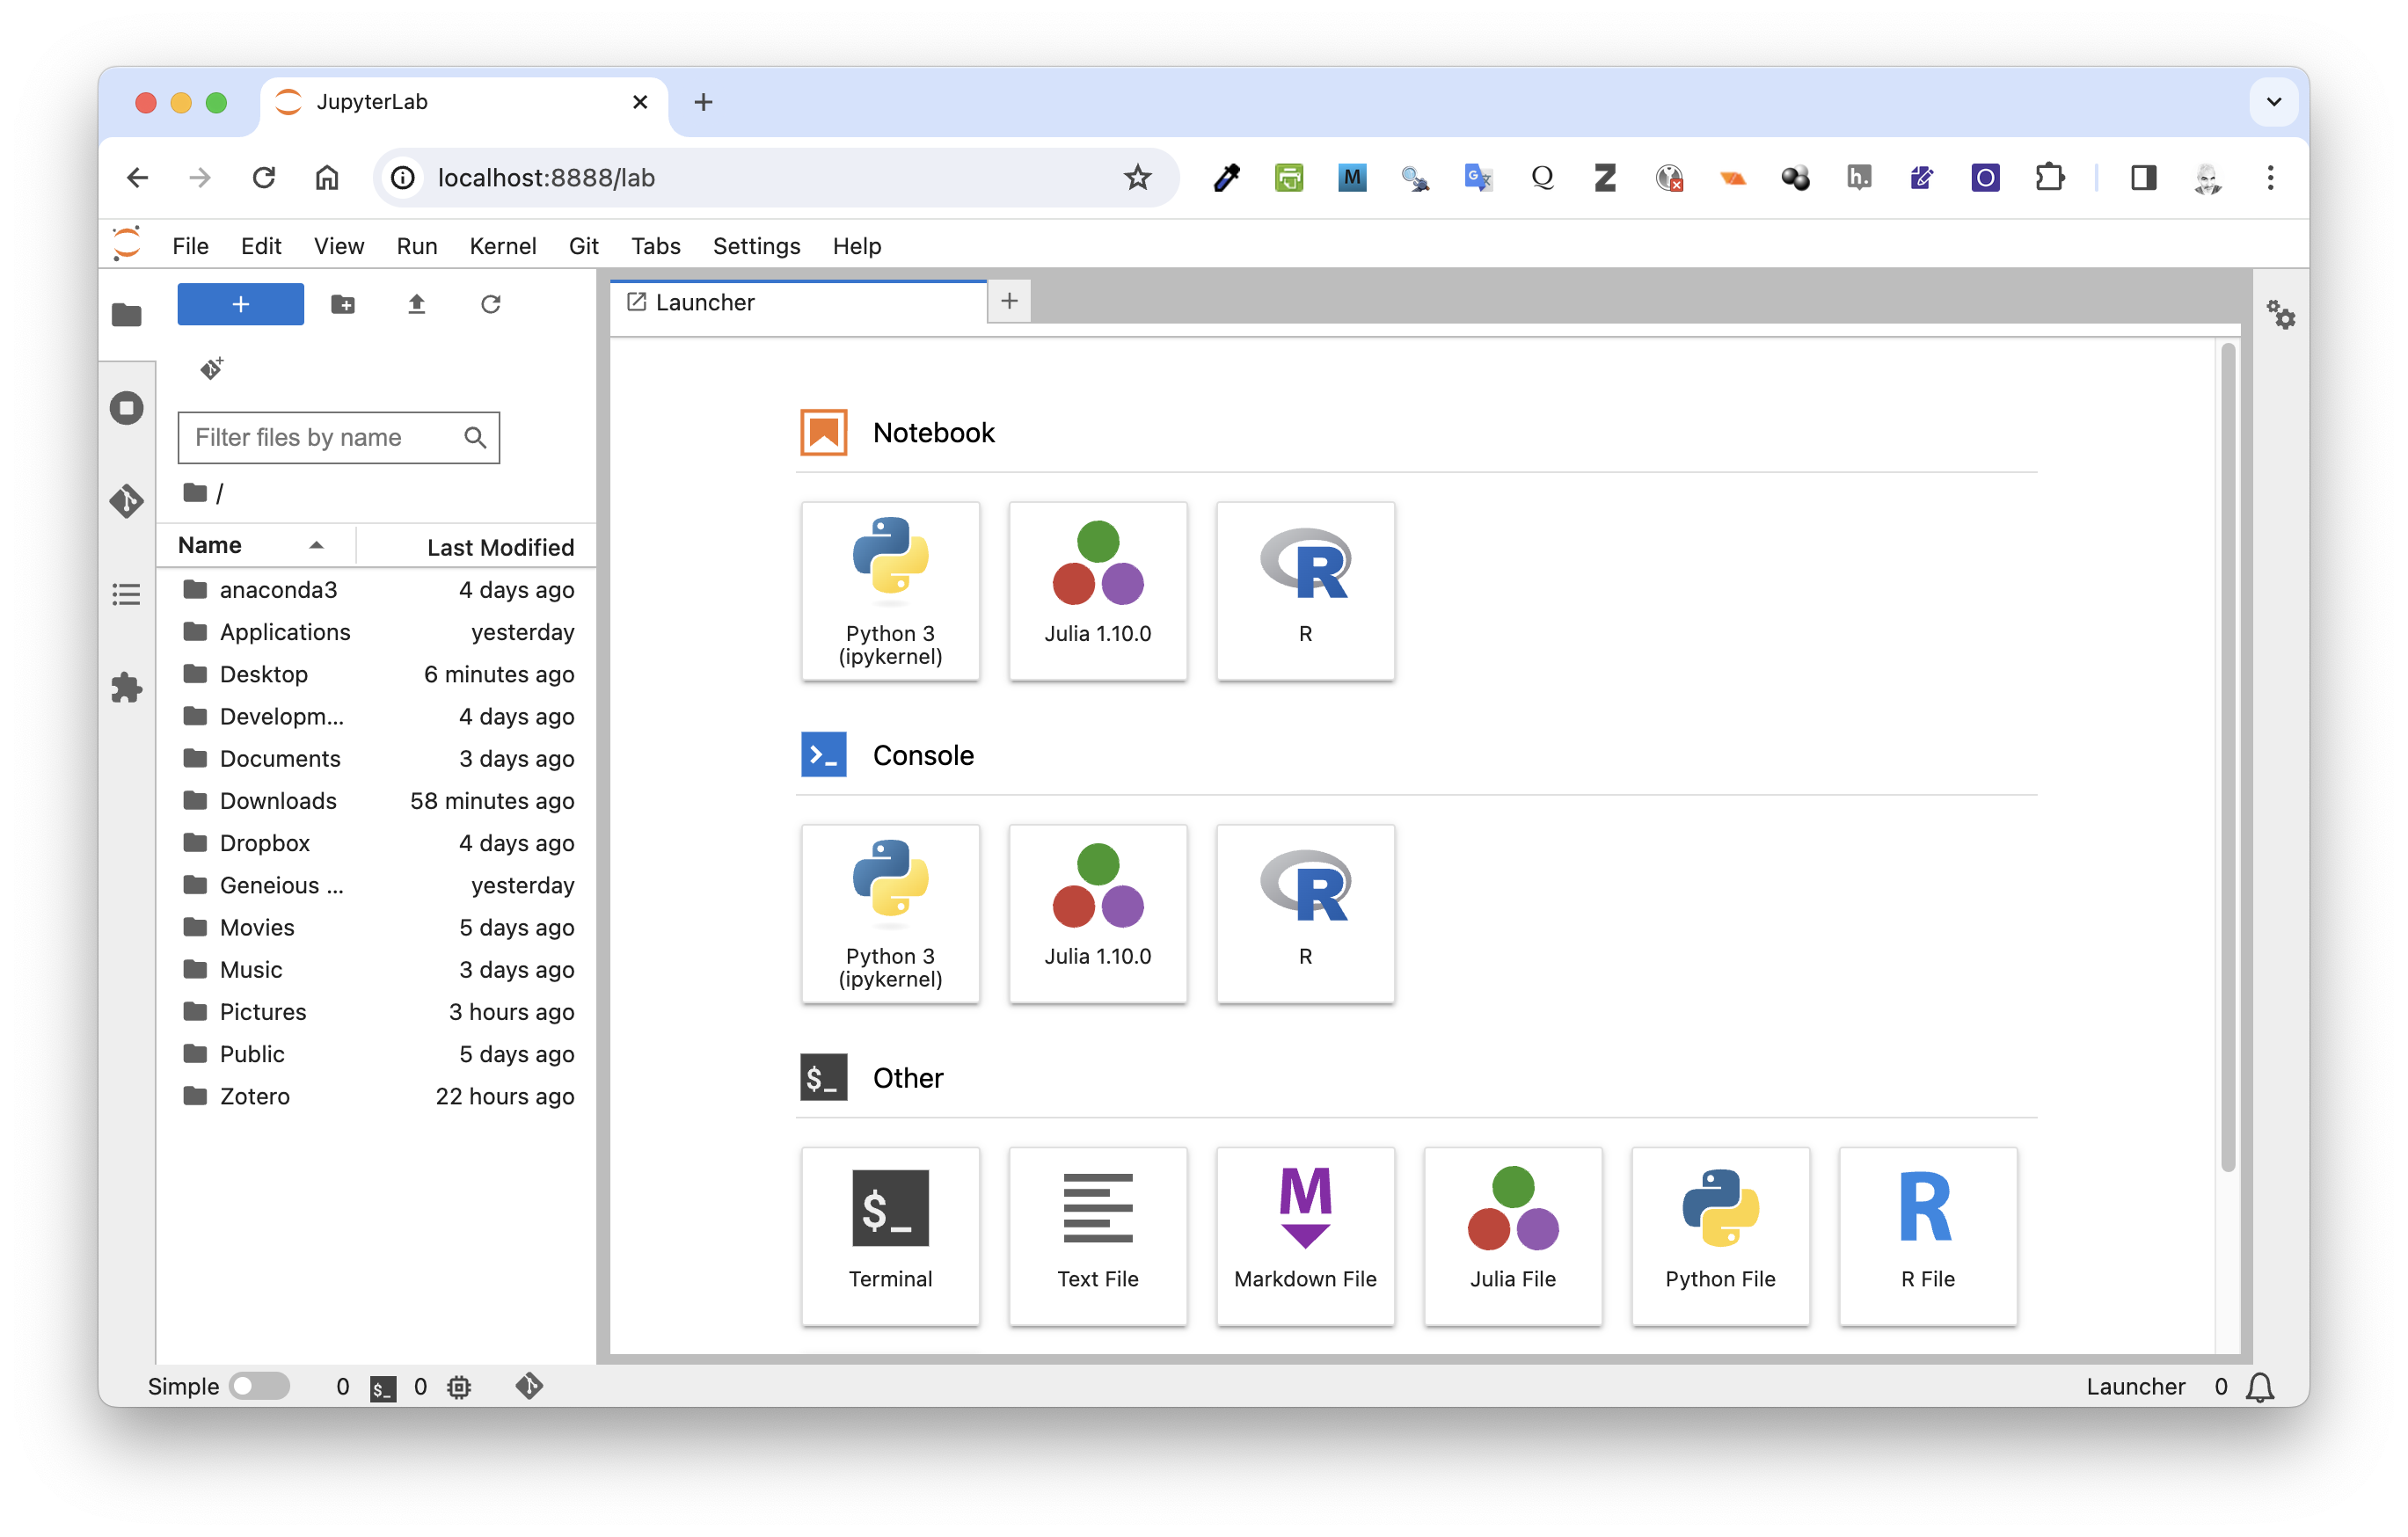 JupyterLab
localhost:8888/lab
File Edit View Run Kernel Git Tabs Settings Help
Launcher
Filter files by name
/
Name Last Modified
anaconda3 4 days ago
Applications yesterday
Desktop 6 minutes ago
Developm... 4 days ago
Documents 3 days ago
Downloads 58 minutes ago
Dropbox 4 days ago
Geneious ... yesterday
Movies 5 days ago
Music 3 days ago
Pictures 3 hours ago
Public 5 days ago
Zotero 22 hours ago
Notebook
Python 3
(ipykernel)
Julia 1.10.0
R
Console
Python 3
(ipykernel)
Julia 1.10.0
R
$_ Other
$_
Terminal
Text File
M
Markdown File
Julia File
Python File
R
R File
Simple 0 $_ 0
Launcher 0